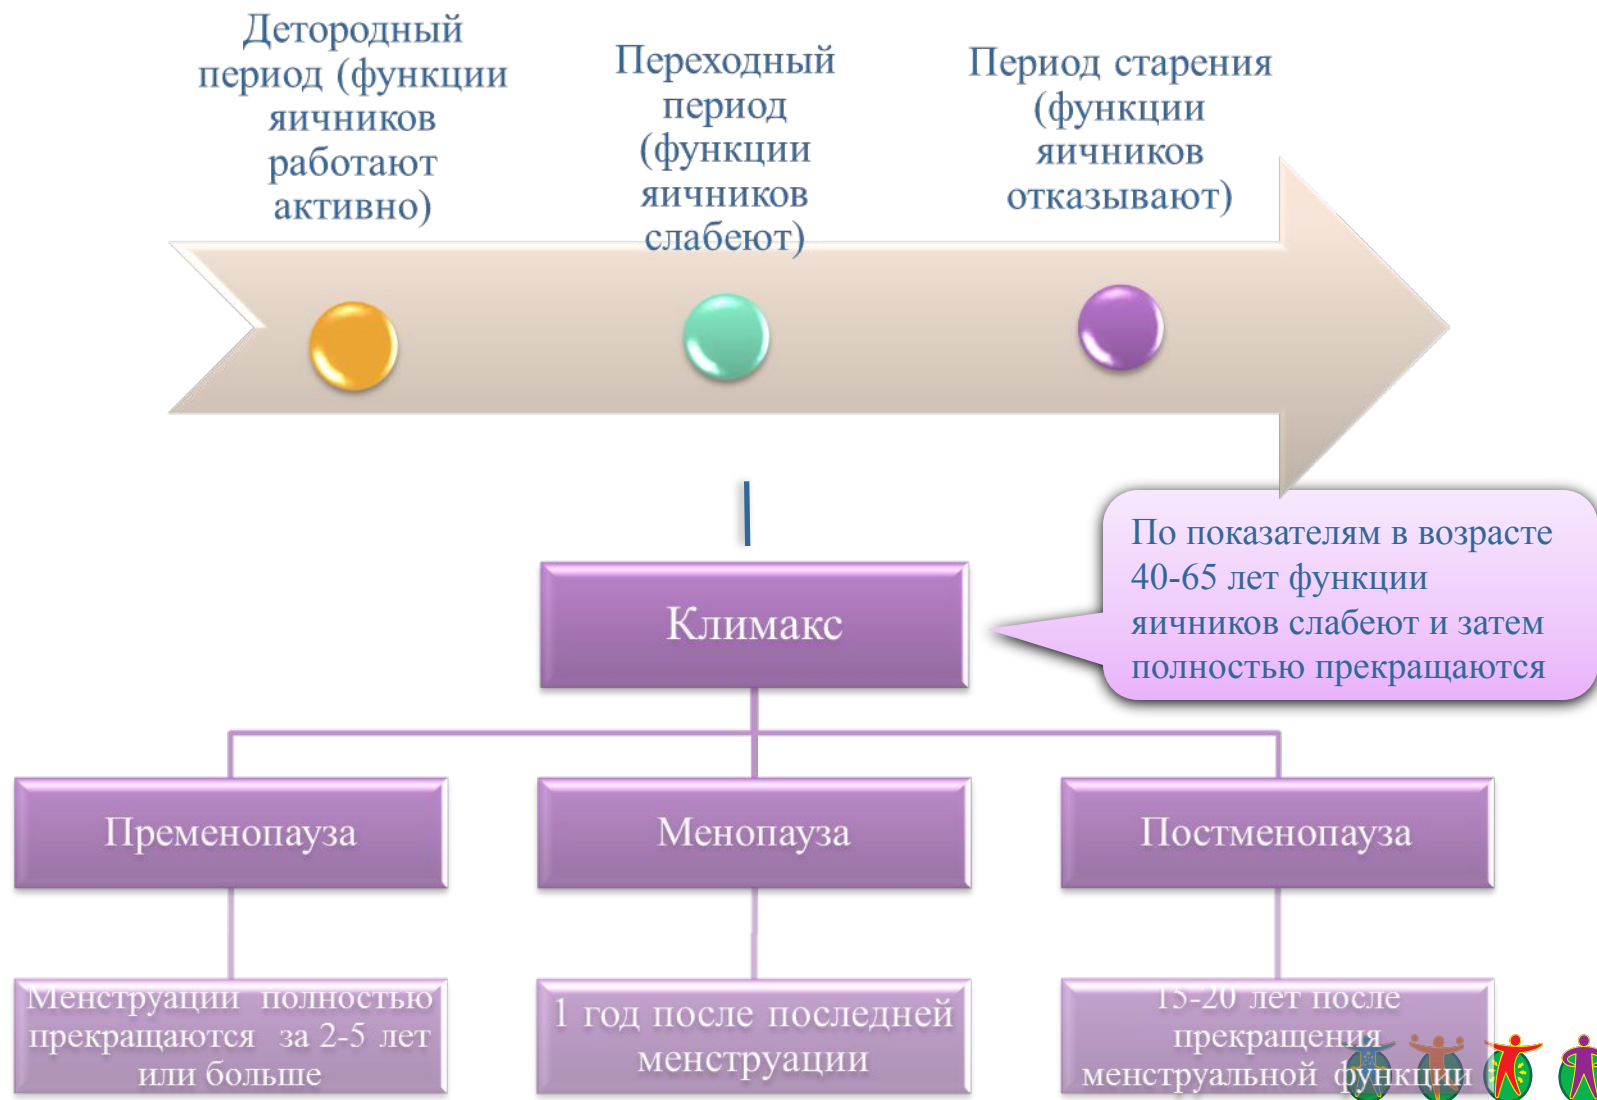 Детородный
период (функции
яичников
работают
активно)
Переходный
период
(функции
яичников
слабеют)
Период старения
(функции
яичников
отказывают)
По показателям в возрасте
40-65 лет функции
яичников слабеют и затем
полностью прекращаются
Климакс
Пременопауза
Менопауза
Постменопауза
Менструации полностью
прекращаются за 2-5 лет
или больше
1 год после последней
менструации
15-20 лет после
прекращения
менструальной функции